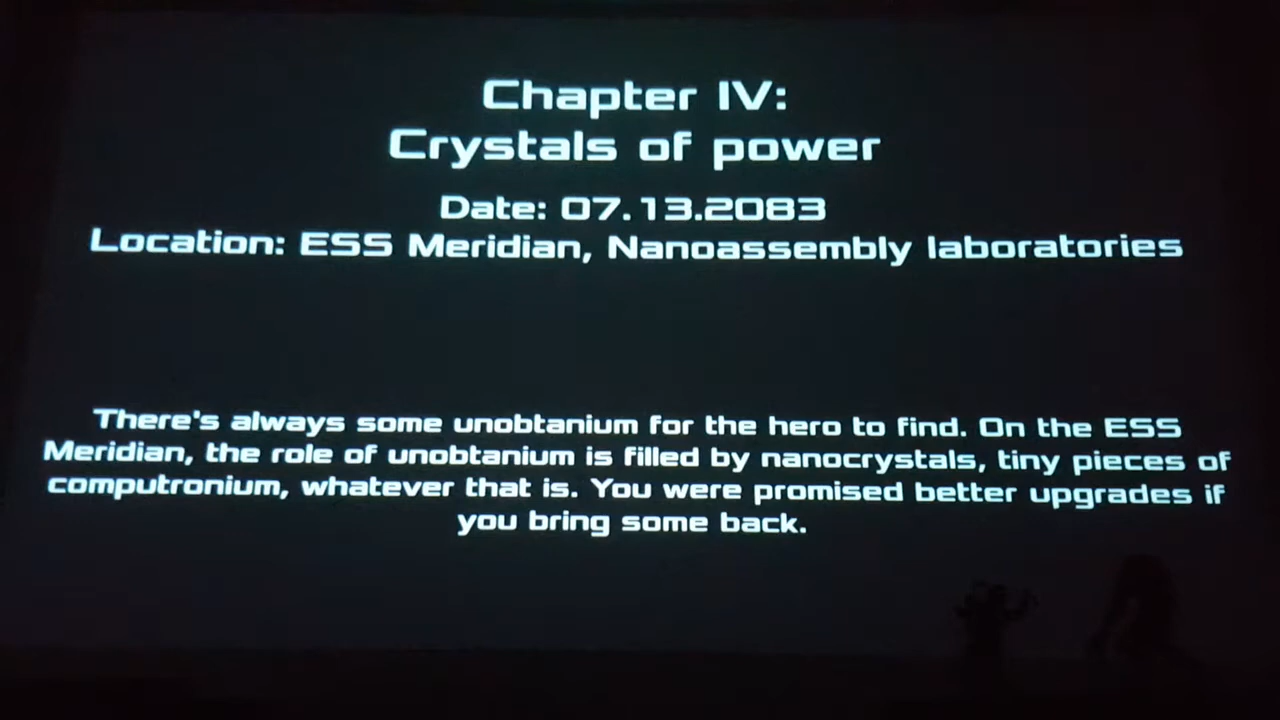 Chapter IV:
Crystals of power
Date: 07.13.2083
Location: ESS Meridian, Nanoassembly laboratories
There's always some unobtanium for the hero to find. On the ESS
Meridian, the role of unobtanium is filled by nanocrystals, tiny pieces of
computronium, whatever that is. You were promised better upgrades if
you bring some back.